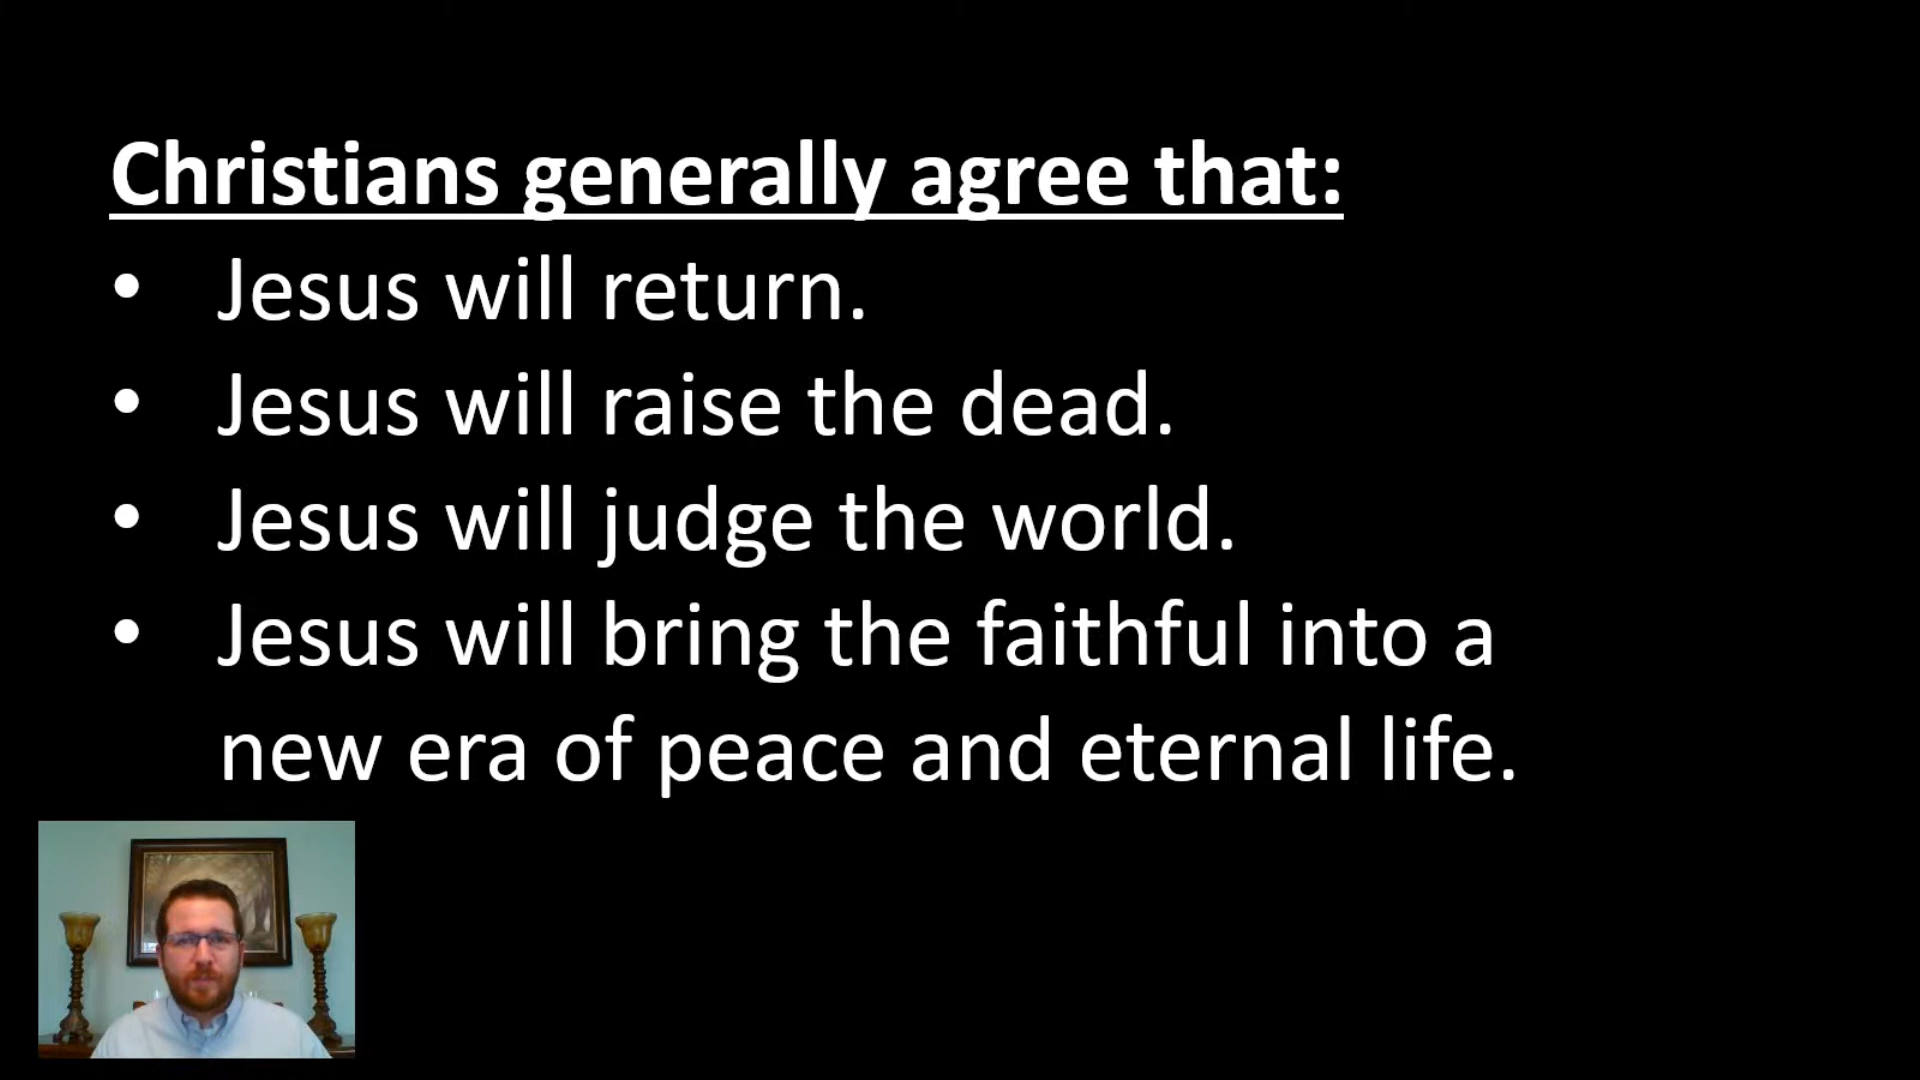 Christians generally agree that:
• Jesus will return.
• Jesus will raise the dead.
• Jesus will judge the world.
• Jesus will bring the faithful into a
new era of peace and eternal life.